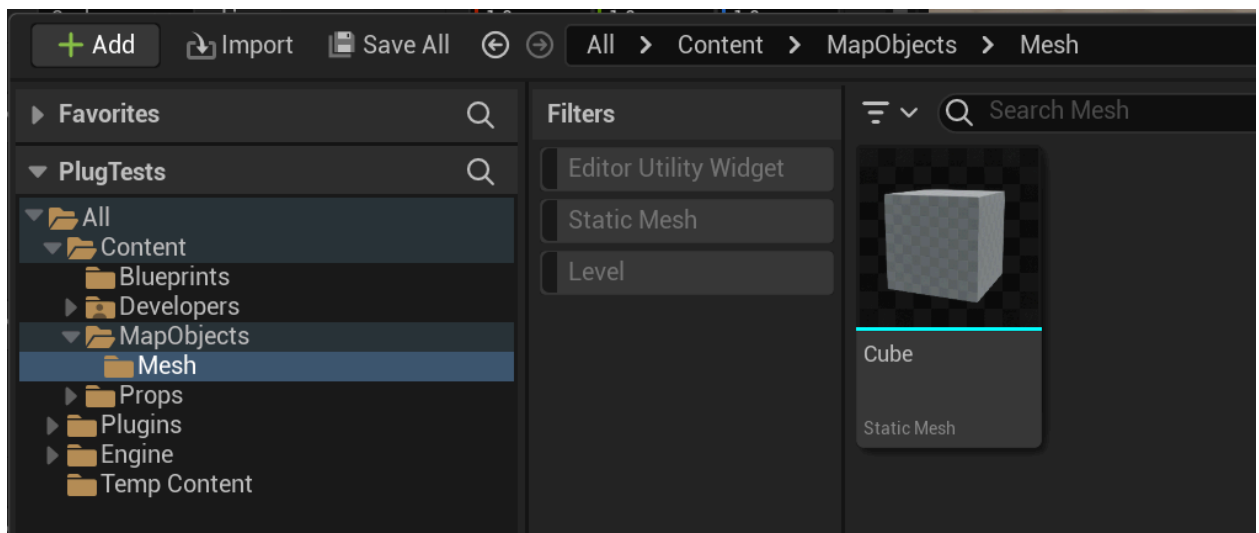 Add Import Save All All > Content > MapObjects > Mesh
Favorites
PlugTests
All
Content
Blueprints
Developers
MapObjects
Mesh
Props
Plugins
Engine
Temp Content
Filters
Editor Utility Widget
Static Mesh
Level
Search Mesh
Cube
Static Mesh